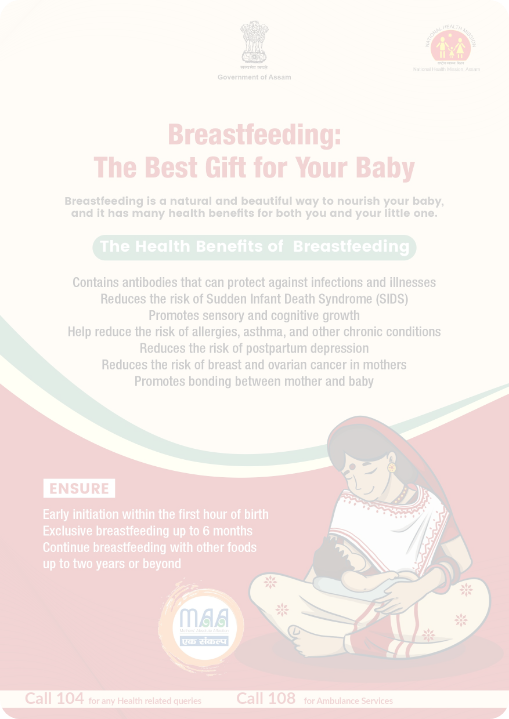 Government of Assam
Breastfeeding:
The Best Gift for Your Baby
Breastfeeding is a natural and beautiful way to nourish your baby,
and it has many health benefits for both you and your little one.
The Health Benefits of Breastfeeding
Contains antibodies that can protect against infections and illnesses
Reduces the risk of Sudden Infant Death Syndrome (SIDS)
Promotes sensory and cognitive growth
Help reduce the risk of allergies, asthma, and other chronic conditions
Reduces the risk of postpartum depression
Reduces the risk of breast and ovarian cancer in mothers
Promotes bonding between mother and baby
ENSURE
Early initiation within the first hour of birth
Exclusive breastfeeding up to 6 months
Continue breastfeeding with other foods
up to two years or beyond
MAA
एक संकल्प
Call 104 for any Health related queries Call 108 for Ambulance Services